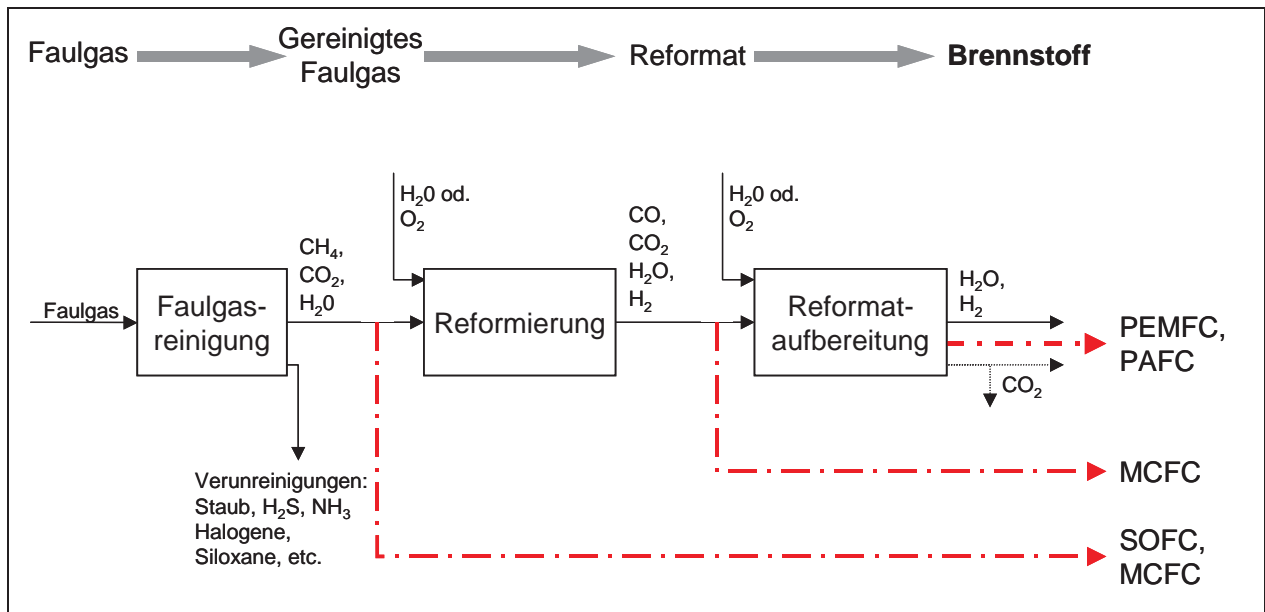 Faulgas
Gereinigtes
Faulgas
Reformat
Brennstoff
H₂0 od.
O₂
CO,
CO₂
H₂O,
H₂
H₂0 od.
O₂
CH₄,
CO₂,
H₂0
Faulgas
Faulgas-
reinigung
Reformierung
Reformat-
aufbereitung
H₂O,
H₂
CO₂
PEMFC,
PAFC
Verunreinigungen:
Staub, H₂S, NH₃
Halogene,
Siloxane, etc.
MCFC
SOFC,
MCFC